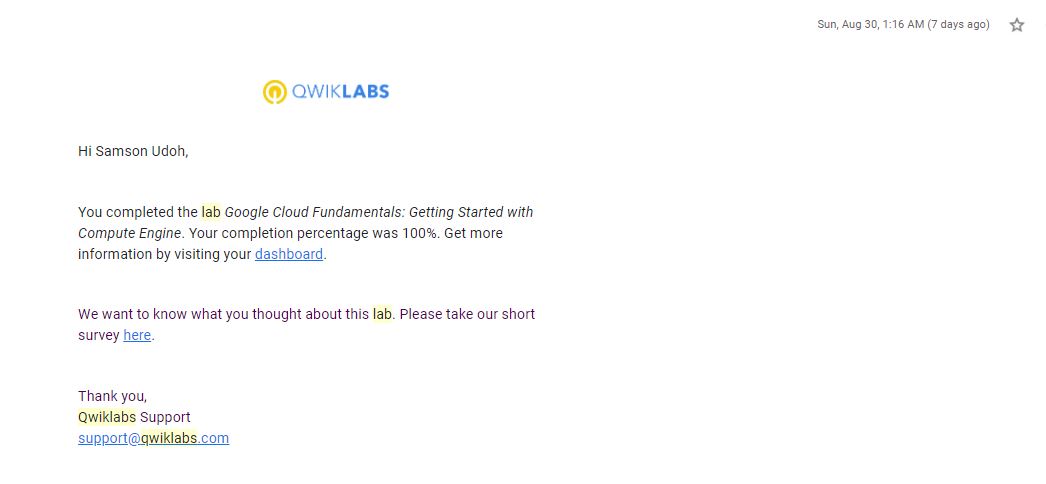 Sun, Aug 30, 1:16 AM (7 days ago)
QWIKLABS
Hi Samson Udoh,
You completed the lab Google Cloud Fundamentals: Getting Started with
Compute Engine. Your completion percentage was 100%. Get more
information by visiting your dashboard.
We want to know what you thought about this lab. Please take our short
survey here.
Thank you,
Qwiklabs Support
support@qwiklabs.com